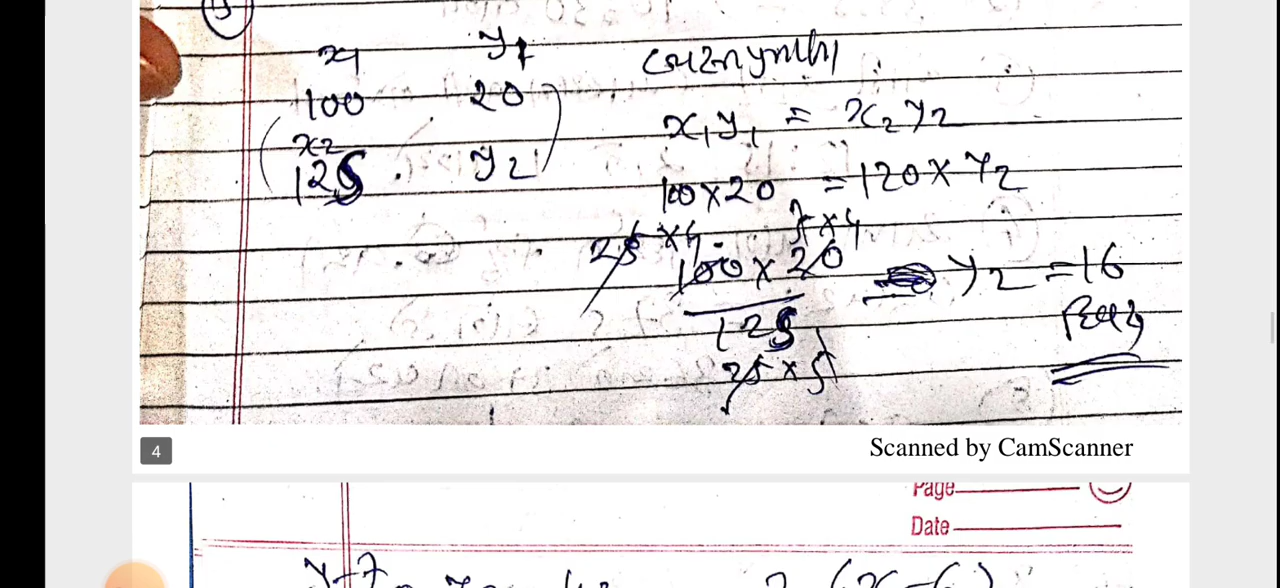 x1 y1
100 20
x2
125 y2
x1y1 = x2y2
100×20 = 120×y2
25×4 5×4
100×20 y2 = 16
125
25×5
4
Scanned by CamScanner
Page
Date
y-7